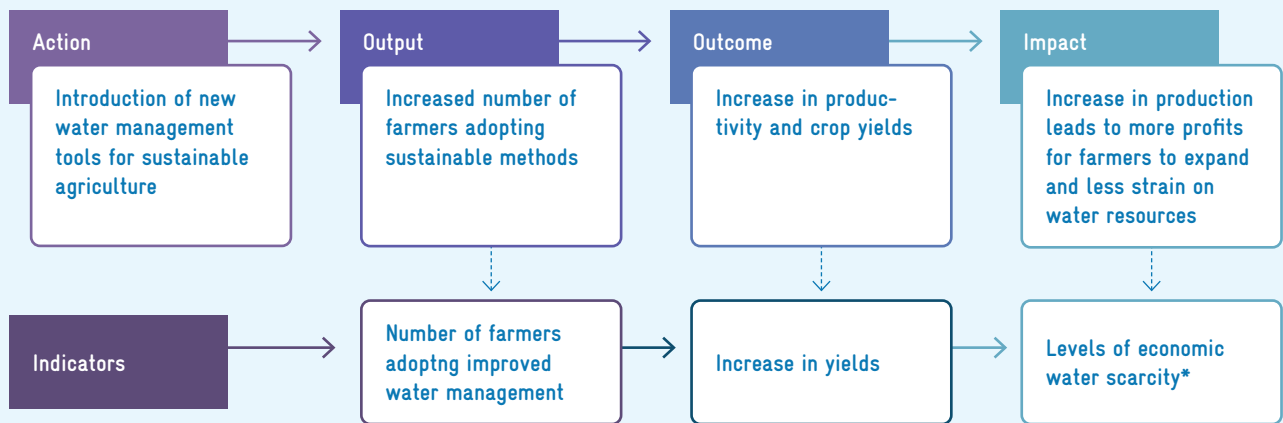 Action
Introduction of new
water management
tools for sustainable
agriculture
Output
Increased number of
farmers adopting
sustainable methods
Outcome
Increase in produc-
tivity and crop yields
Impact
Increase in production
leads to more profits
for farmers to expand
and less strain on
water resources
Indicators
Number of farmers
adoptng improved
water management
Increase in yields
Levels of economic
water scarcity*